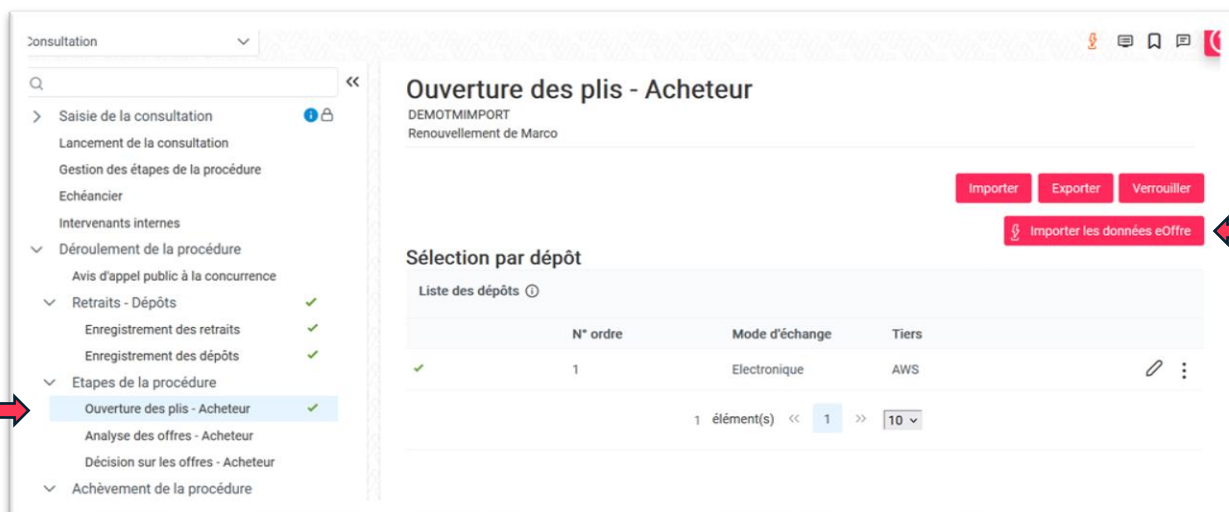 Consultation
Saisie de la consultation
Lancement de la consultation
Gestion des étapes de la procédure
Echéancier
Intervenants internes
Déroulement de la procédure
Avis d'appel public à la concurrence
Retraits - Dépôts
Enregistrement des retraits
Enregistrement des dépôts
Etapes de la procédure
Ouverture des plis - Acheteur
Analyse des offres - Acheteur
Décision sur les offres - Acheteur
Achèvement de la procédure
Ouverture des plis - Acheteur
DEMOTMIMPORT
Renouvellement de Marco
Importer Exporter Verrouiller
Importer les données eOffre
Sélection par dépôt
Liste des dépôts
N° ordre Mode d'échange Tiers
1 Electronique AWS
1 élément(s) << 1 >> 10